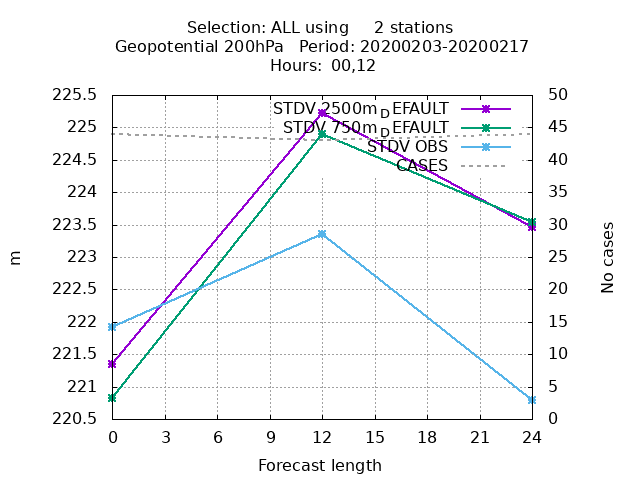 Selection: ALL using 2 stations
Geopotential 200hPa Period: 20200203-20200217
Hours: 00,12
225.5
225
224.5
224
223.5
223
222.5
222
221.5
221
220.5
m
STDV 2500m_DEFAULT
STDV 750m_DEFAULT
STDV OBS
CASES
50
45
40
35
30
25
20
15
10
5
0
No cases
0 3 6 9 12 15 18 21 24
Forecast length